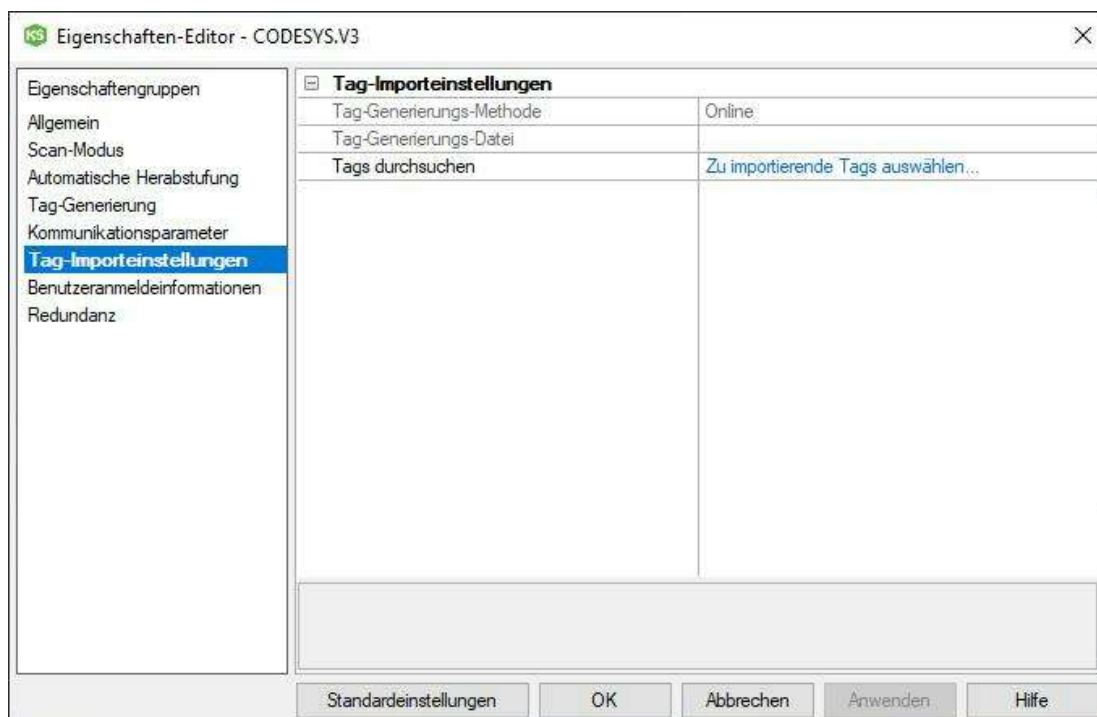 KS Eigenschaften-Editor - CODESYS.V3
Eigenschaftengruppen
Allgemein
Scan-Modus
Automatische Herabstufung
Tag-Generierung
Kommunikationsparameter
Tag-Importeinstellungen
Benutzeranmeldeinformationen
Redundanz
Tag-Importeinstellungen
Tag-Generierungs-Methode Online
Tag-Generierungs-Datei
Tags durchsuchen Zu importierende Tags auswählen...
Standardeinstellungen OK Abbrechen Anwenden Hilfe